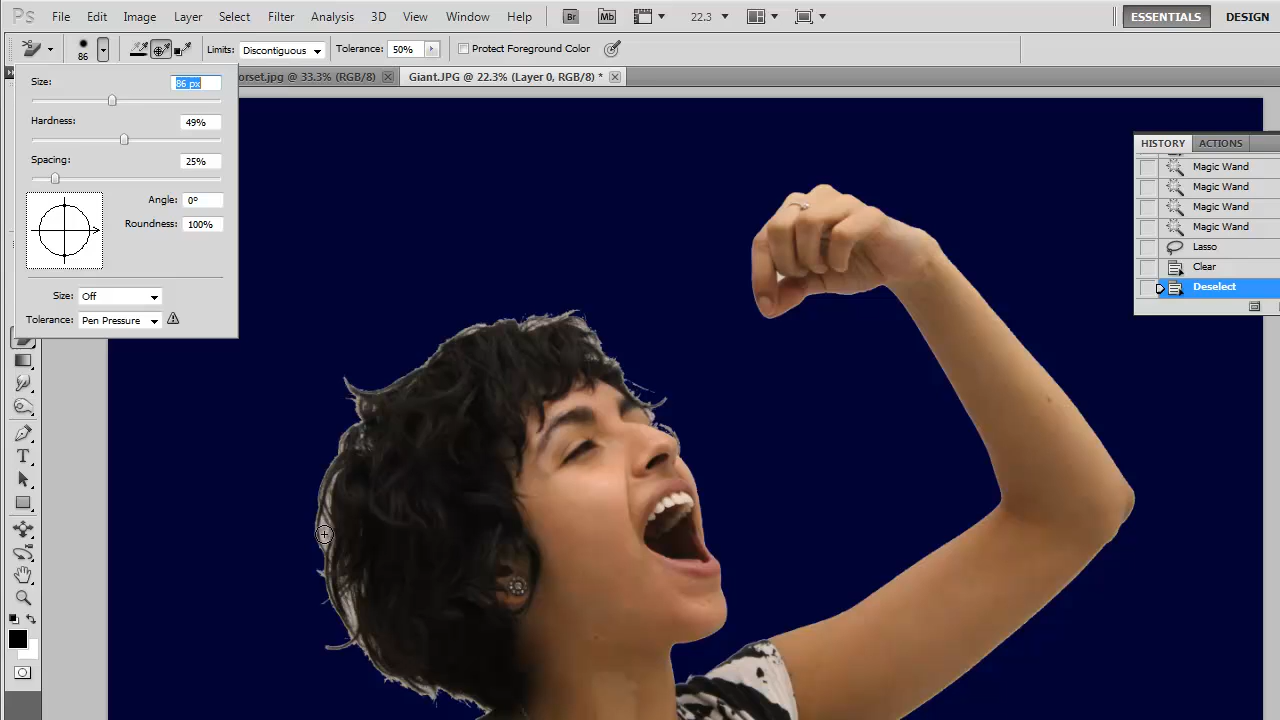 Ps File Edit Image Layer Select Filter Analysis 3D View Window Help Br Mb 22.3 ESSENTIALS DESIGN
86 Limits: Discontiguous Tolerance: 50% Protect Foreground Color
orset.jpg @ 33.3% (RGB/8) Giant.JPG @ 22.3% (Layer 0, RGB/8) *
Size: 86 px
Hardness: 49%
Spacing: 25%
Angle: 0º
Roundness: 100%
Size: Off
Tolerance: Pen Pressure
HISTORY ACTIONS
Magic Wand
Magic Wand
Magic Wand
Magic Wand
Lasso
Clear
Deselect